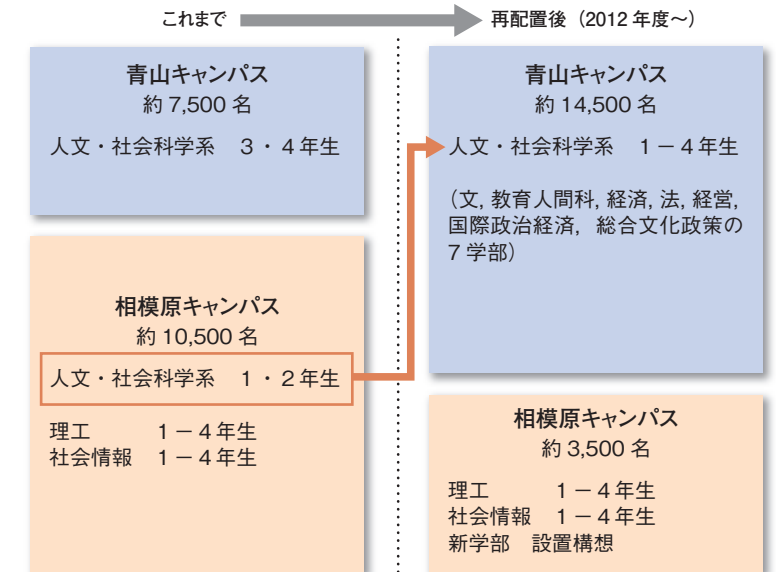 これまで
再配置後（2012 年度～）
青山キャンパス
約 7,500 名
人文・社会科学系　3・4年生
相模原キャンパス
約 10,500 名
人文・社会科学系　1・2年生
理工　1－4年生
社会情報　1－4年生
青山キャンパス
約 14,500 名
人文・社会科学系　1－4年生
（文, 教育人間科, 経済, 法, 経営,
国際政治経済，総合文化政策の
7 学部）
相模原キャンパス
約 3,500 名
理工　1－4年生
社会情報　1－4年生
新学部　設置構想